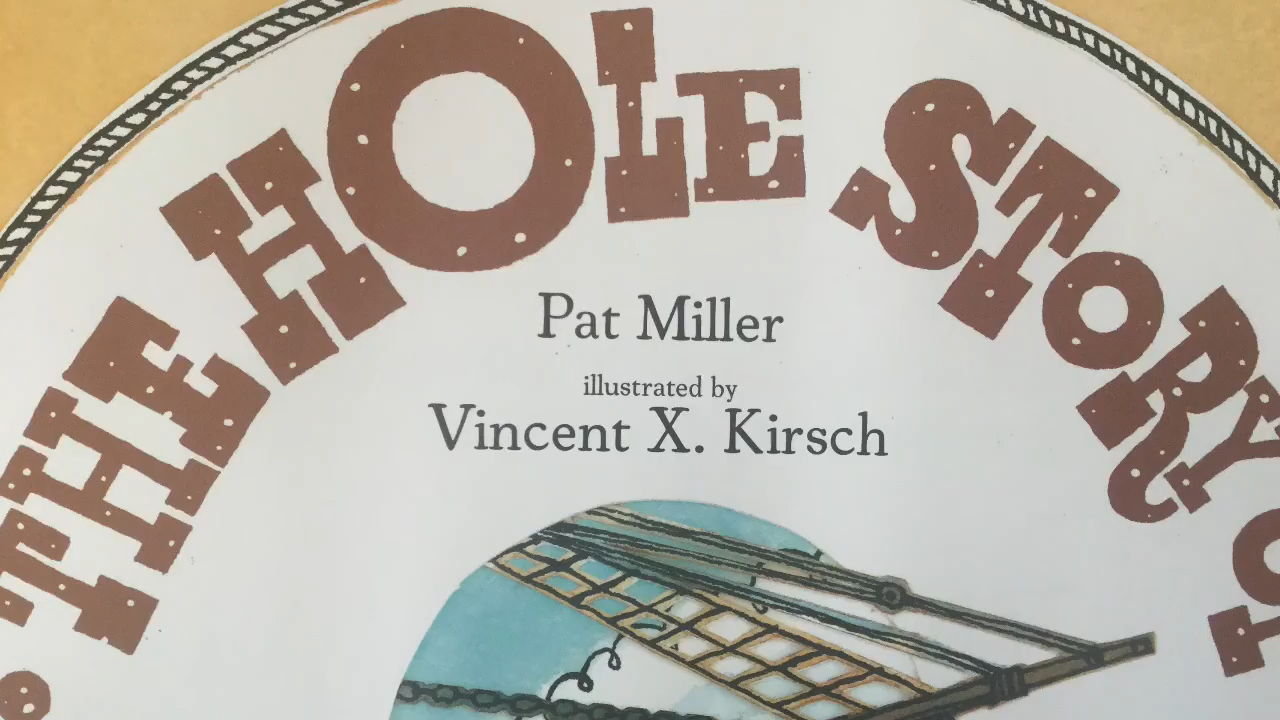 THE HOLE STORY O
Pat Miller
illustrated by
Vincent X. Kirsch